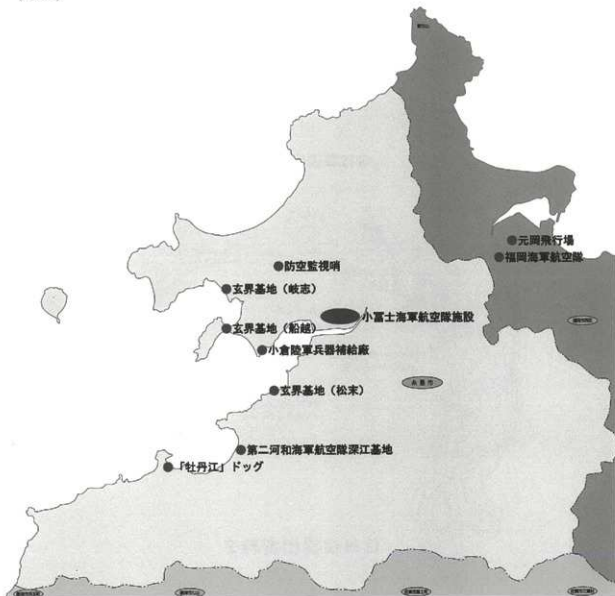 元岡飛行場
福岡海軍航空隊
防空監視哨
玄界基地（岐志）
小富士海軍航空隊施設
玄界基地（船越）
小倉陸軍兵器補給廠
糸島市
玄界基地（松末）
第二河和海軍航空隊深江基地
「牡丹江」ドッグ